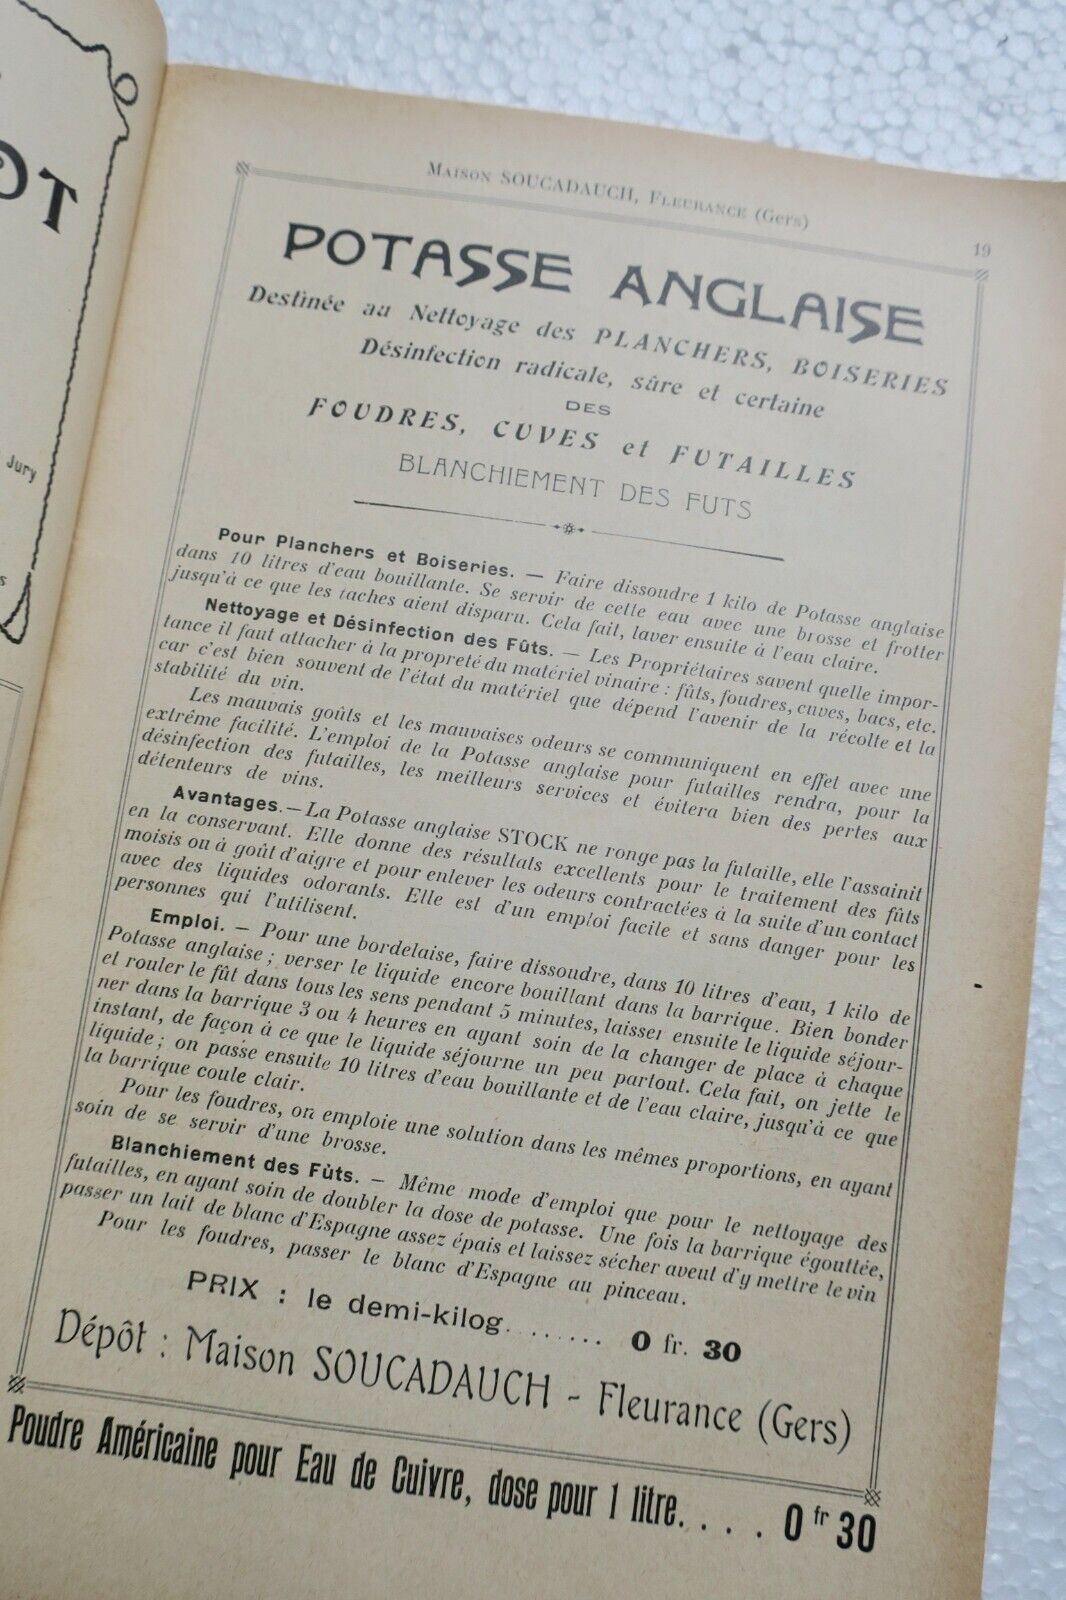 OT
Jury
s
Maison SOUCADAUCH, Fleurance (Gers)
19
POTASSE ANGLAISE
Destinée au Nettoyage des PLANCHERS, BOISERIES
Désinfection radicale, sûre et certaine
DES
FOUDRES, CUVES et FUTAILLES
BLANCHIEMENT DES FUTS
Pour Planchers et Boiseries. — Faire dissoudre 1 kilo de Potasse anglaise
dans 10 litres d'eau bouillante. Se servir de cette eau avec une brosse et frotter
jusqu'à ce que les taches aient disparu. Cela fait, laver ensuite à l'eau claire.
Nettoyage et Désinfection des Fûts. — Les Propriétaires savent quelle impor-
tance il faut attacher à la propreté du matériel vinaire : fûts, foudres, cuves, bacs, etc.
car c'est bien souvent de l'état du matériel que dépend l'avenir de la récolte et la
stabilité du vin.
Les mauvais goûts et les mauvaises odeurs se communiquent en effet avec une
extrême facilité. L'emploi de la Potasse anglaise pour futailles rendra, pour la
désinfection des futailles, les meilleurs services et évitera bien des pertes aux
détenteurs de vins.
Avantages. — La Potasse anglaise STOCK ne ronge pas la futaille, elle l'assainit
en la conservant. Elle donne des résultats excellents pour le traitement des fûts
moisis ou à goût d'aigre et pour enlever les odeurs contractées à la suite d'un contact
avec des liquides odorants. Elle est d'un emploi facile et sans danger pour les
personnes qui l'utilisent.
Emploi. — Pour une bordelaise, faire dissoudre, dans 10 litres d'eau, 1 kilo de
Potasse anglaise ; verser le liquide encore bouillant dans la barrique. Bien bonder
et rouler le fût dans tous les sens pendant 5 minutes, laisser ensuite le liquide séjour-
ner dans la barrique 3 ou 4 heures en ayant soin de la changer de place à chaque
instant, de façon à ce que le liquide séjourne un peu partout. Cela fait, on jette le
liquide ; on passe ensuite 10 litres d'eau bouillante et de l'eau claire, jusqu'à ce que
la barrique coule clair.
Pour les foudres, on emploie une solution dans les mêmes proportions, en ayant
soin de se servir d'une brosse.
Blanchiement des Fûts. — Même mode d'emploi que pour le nettoyage des
futailles, en ayant soin de doubler la dose de potasse. Une fois la barrique égouttée,
passer un lait de blanc d'Espagne assez épais et laissez sécher aveut d'y mettre le vin
Pour les foudres, passer le blanc d'Espagne au pinceau.
PRIX : le demi-kilog........ 0 fr. 30
Dépôt : Maison SOUCADAUCH - Fleurance (Gers)
Poudre Américaine pour Eau de Cuivre, dose pour 1 litre..... 0 fr 30